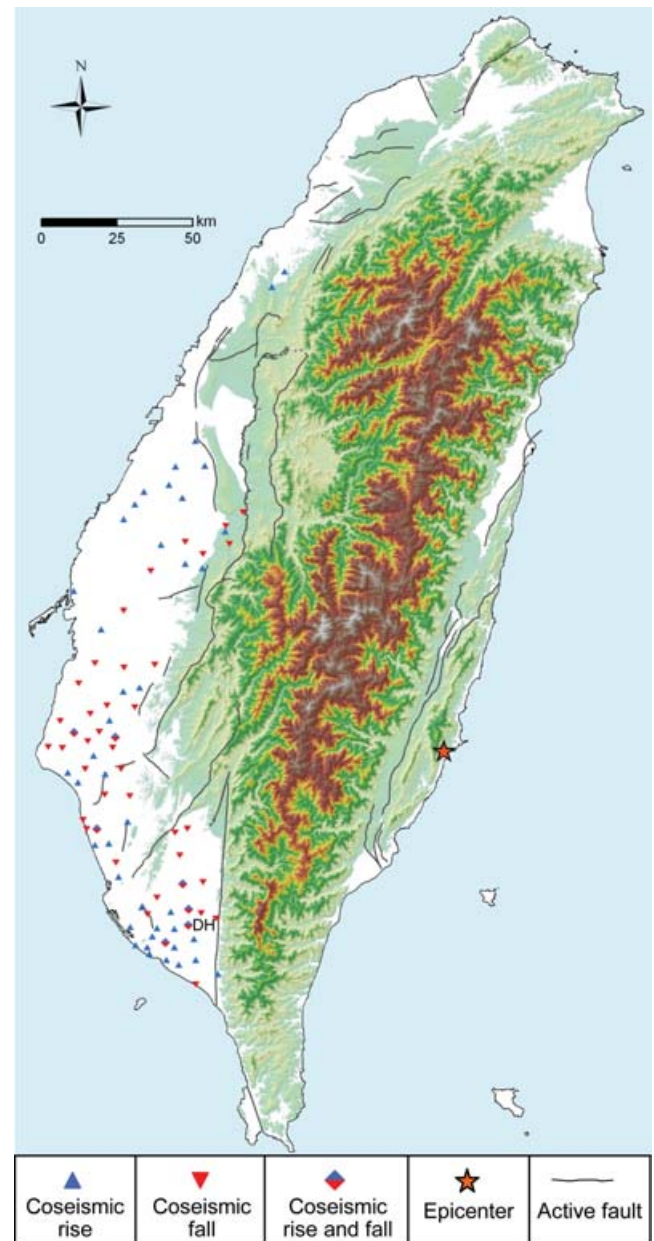 N
km
0 25 50
DH
Coseismic rise
Coseismic fall
Coseismic rise and fall
Epicenter
Active fault